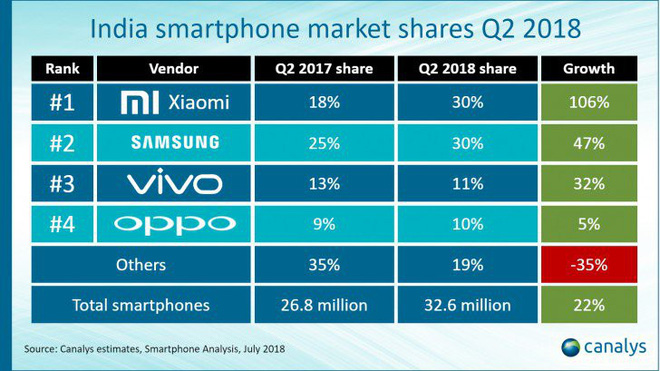 India smartphone market shares Q2 2018
Rank Vendor Q2 2017 share Q2 2018 share Growth
#1 mi Xiaomi 18% 30% 106%
#2 SAMSUNG 25% 30% 47%
#3 vivo 13% 11% 32%
#4 oppo 9% 10% 5%
Others 35% 19% -35%
Total smartphones 26.8 million 32.6 million 22%
Source: Canalys estimates, Smartphone Analysis, July 2018
canalys